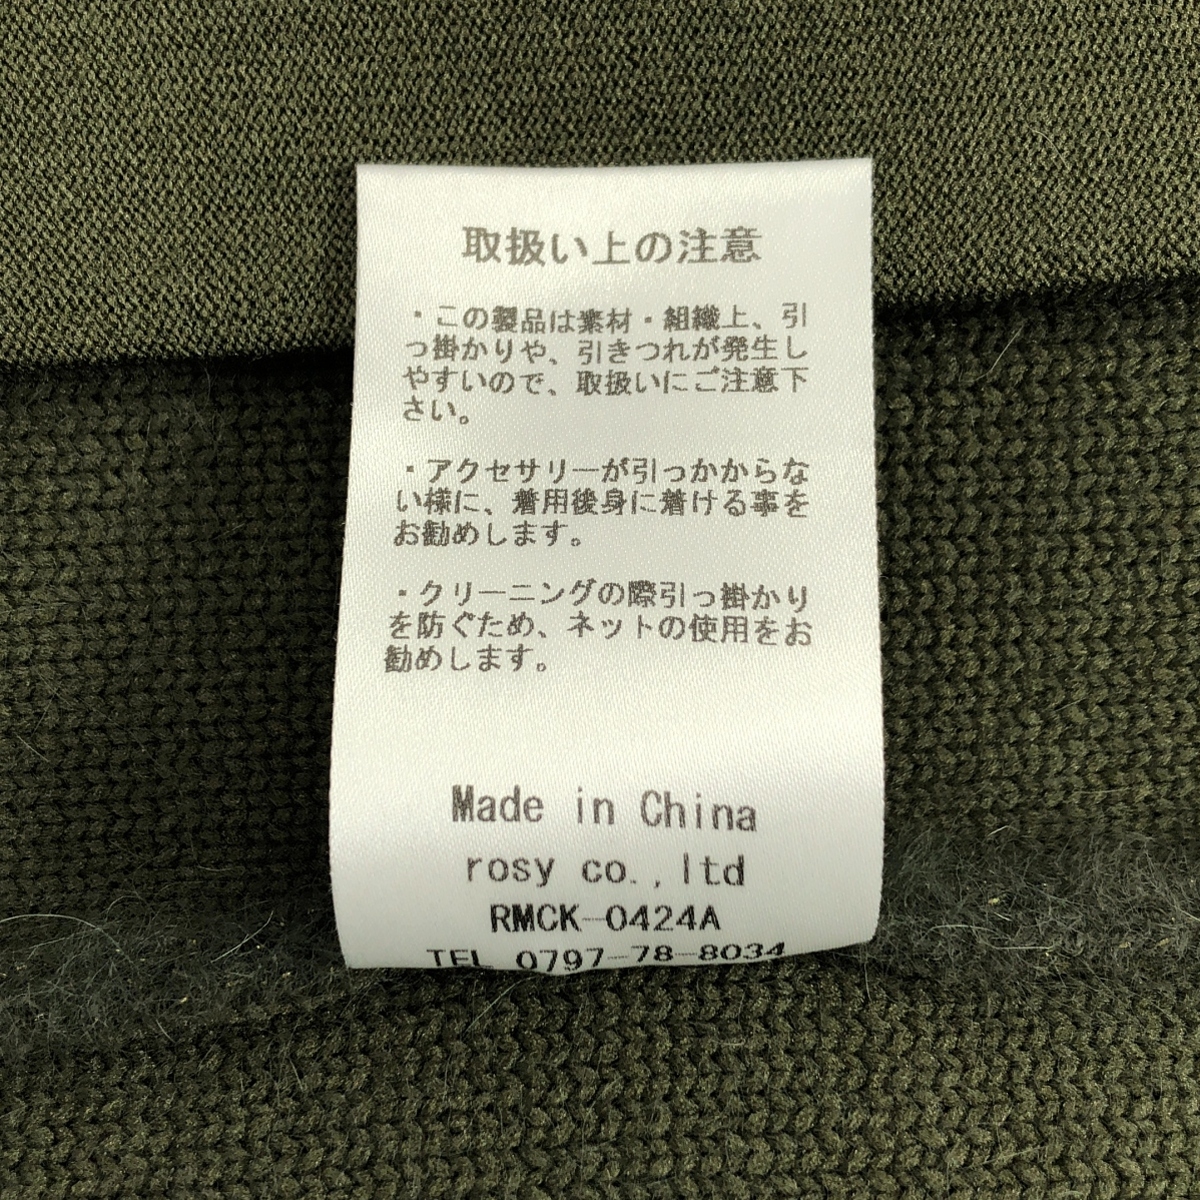 取扱い上の注意
・この製品は素材・組織上、引
っ掛かりや、引きつれが発生し
やすいので、取扱いにご注意下
さい。
・アクセサリーが引っかからな
い様に、着用後身に着ける事を
お勧めします。
・クリーニングの際引っ掛かり
を防ぐため、ネットの使用をお
勧めします。
Made in China
rosy co.,ltd
RMCK-0424A
TEL 0797-78-8034